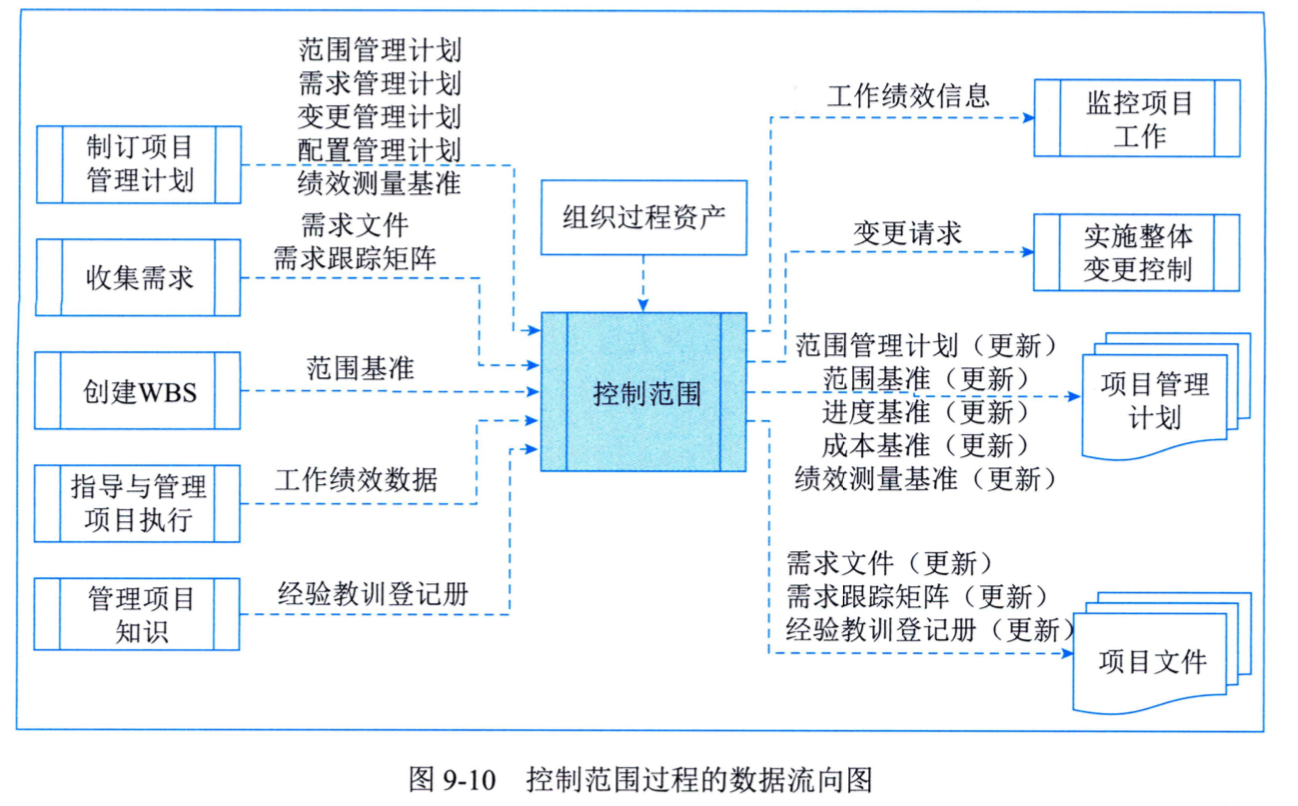 范围管理计划
需求管理计划
变更管理计划
配置管理计划
绩效测量基准
制订项目
管理计划
需求文件
需求跟踪矩阵
收集需求
范围基准
创建WBS
工作绩效数据
指导与管理
项目执行
经验教训登记册
管理项目
知识
组织过程资产
控制范围
工作绩效信息
监控项目
工作
变更请求
实施整体
变更控制
范围管理计划（更新）
范围基准（更新）
进度基准（更新）
成本基准（更新）
绩效测量基准（更新）
项目管理
计划
需求文件（更新）
需求跟踪矩阵（更新）
经验教训登记册（更新）
项目文件
图 9-10 控制范围过程的数据流向图